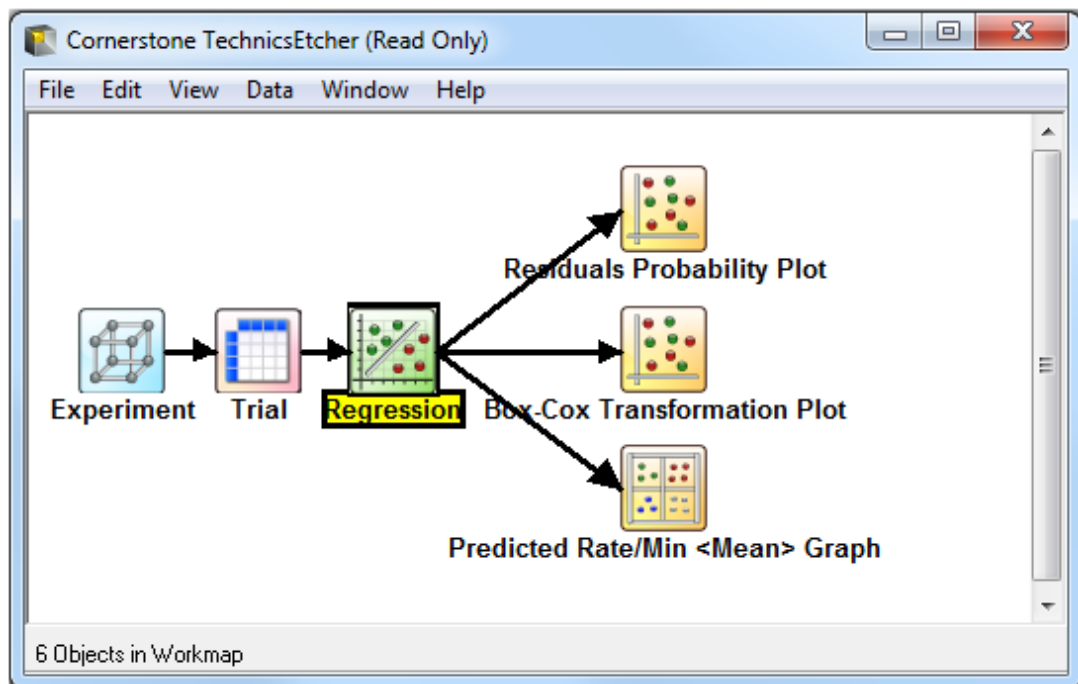 Cornerstone TechnicsEtcher (Read Only)
File Edit View Data Window Help
Residuals Probability Plot
Experiment Trial Regression Box-Cox Transformation Plot
Predicted Rate/Min <Mean> Graph
6 Objects in Workmap